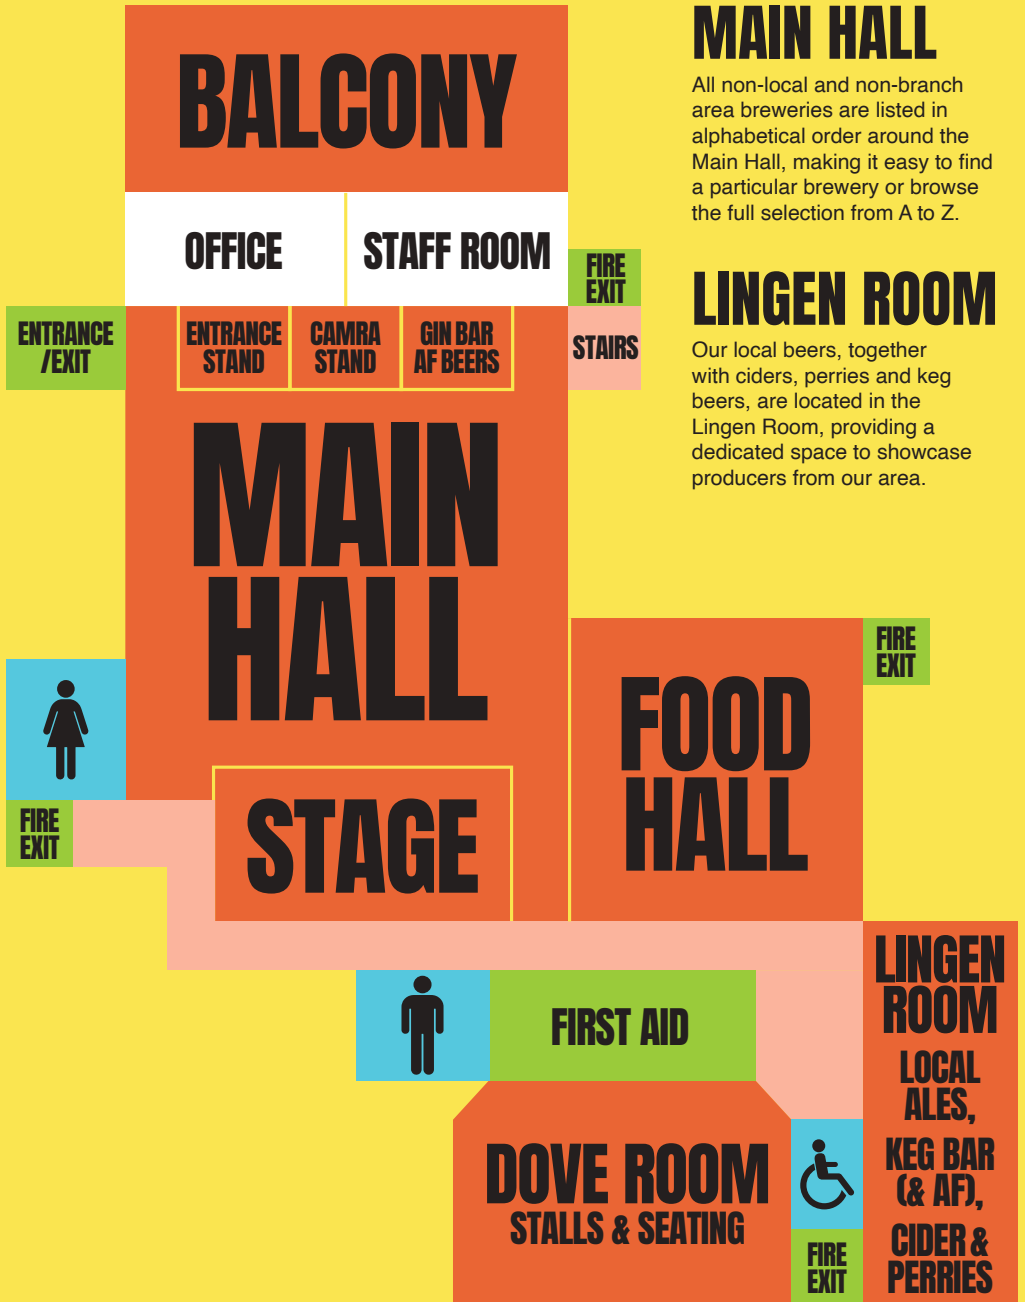 BALCONY
OFFICE
STAFF ROOM
FIRE
EXIT
ENTRANCE
/EXIT
ENTRANCE
STAND
CAMRA
STAND
GIN BAR
AF BEERS
STAIRS
MAIN
HALL
STAGE
FIRE
EXIT
FOOD
HALL
FIRE
EXIT
FIRST AID
DOVE ROOM
STALLS & SEATING
FIRE
EXIT
LINGEN
ROOM
LOCAL
ALES,
KEG BAR
(& AF),
CIDER &
PERRIES
MAIN HALL
All non-local and non-branch
area breweries are listed in
alphabetical order around the
Main Hall, making it easy to find
a particular brewery or browse
the full selection from A to Z.
LINGEN ROOM
Our local beers, together
with ciders, perries and keg
beers, are located in the
Lingen Room, providing a
dedicated space to showcase
producers from our area.